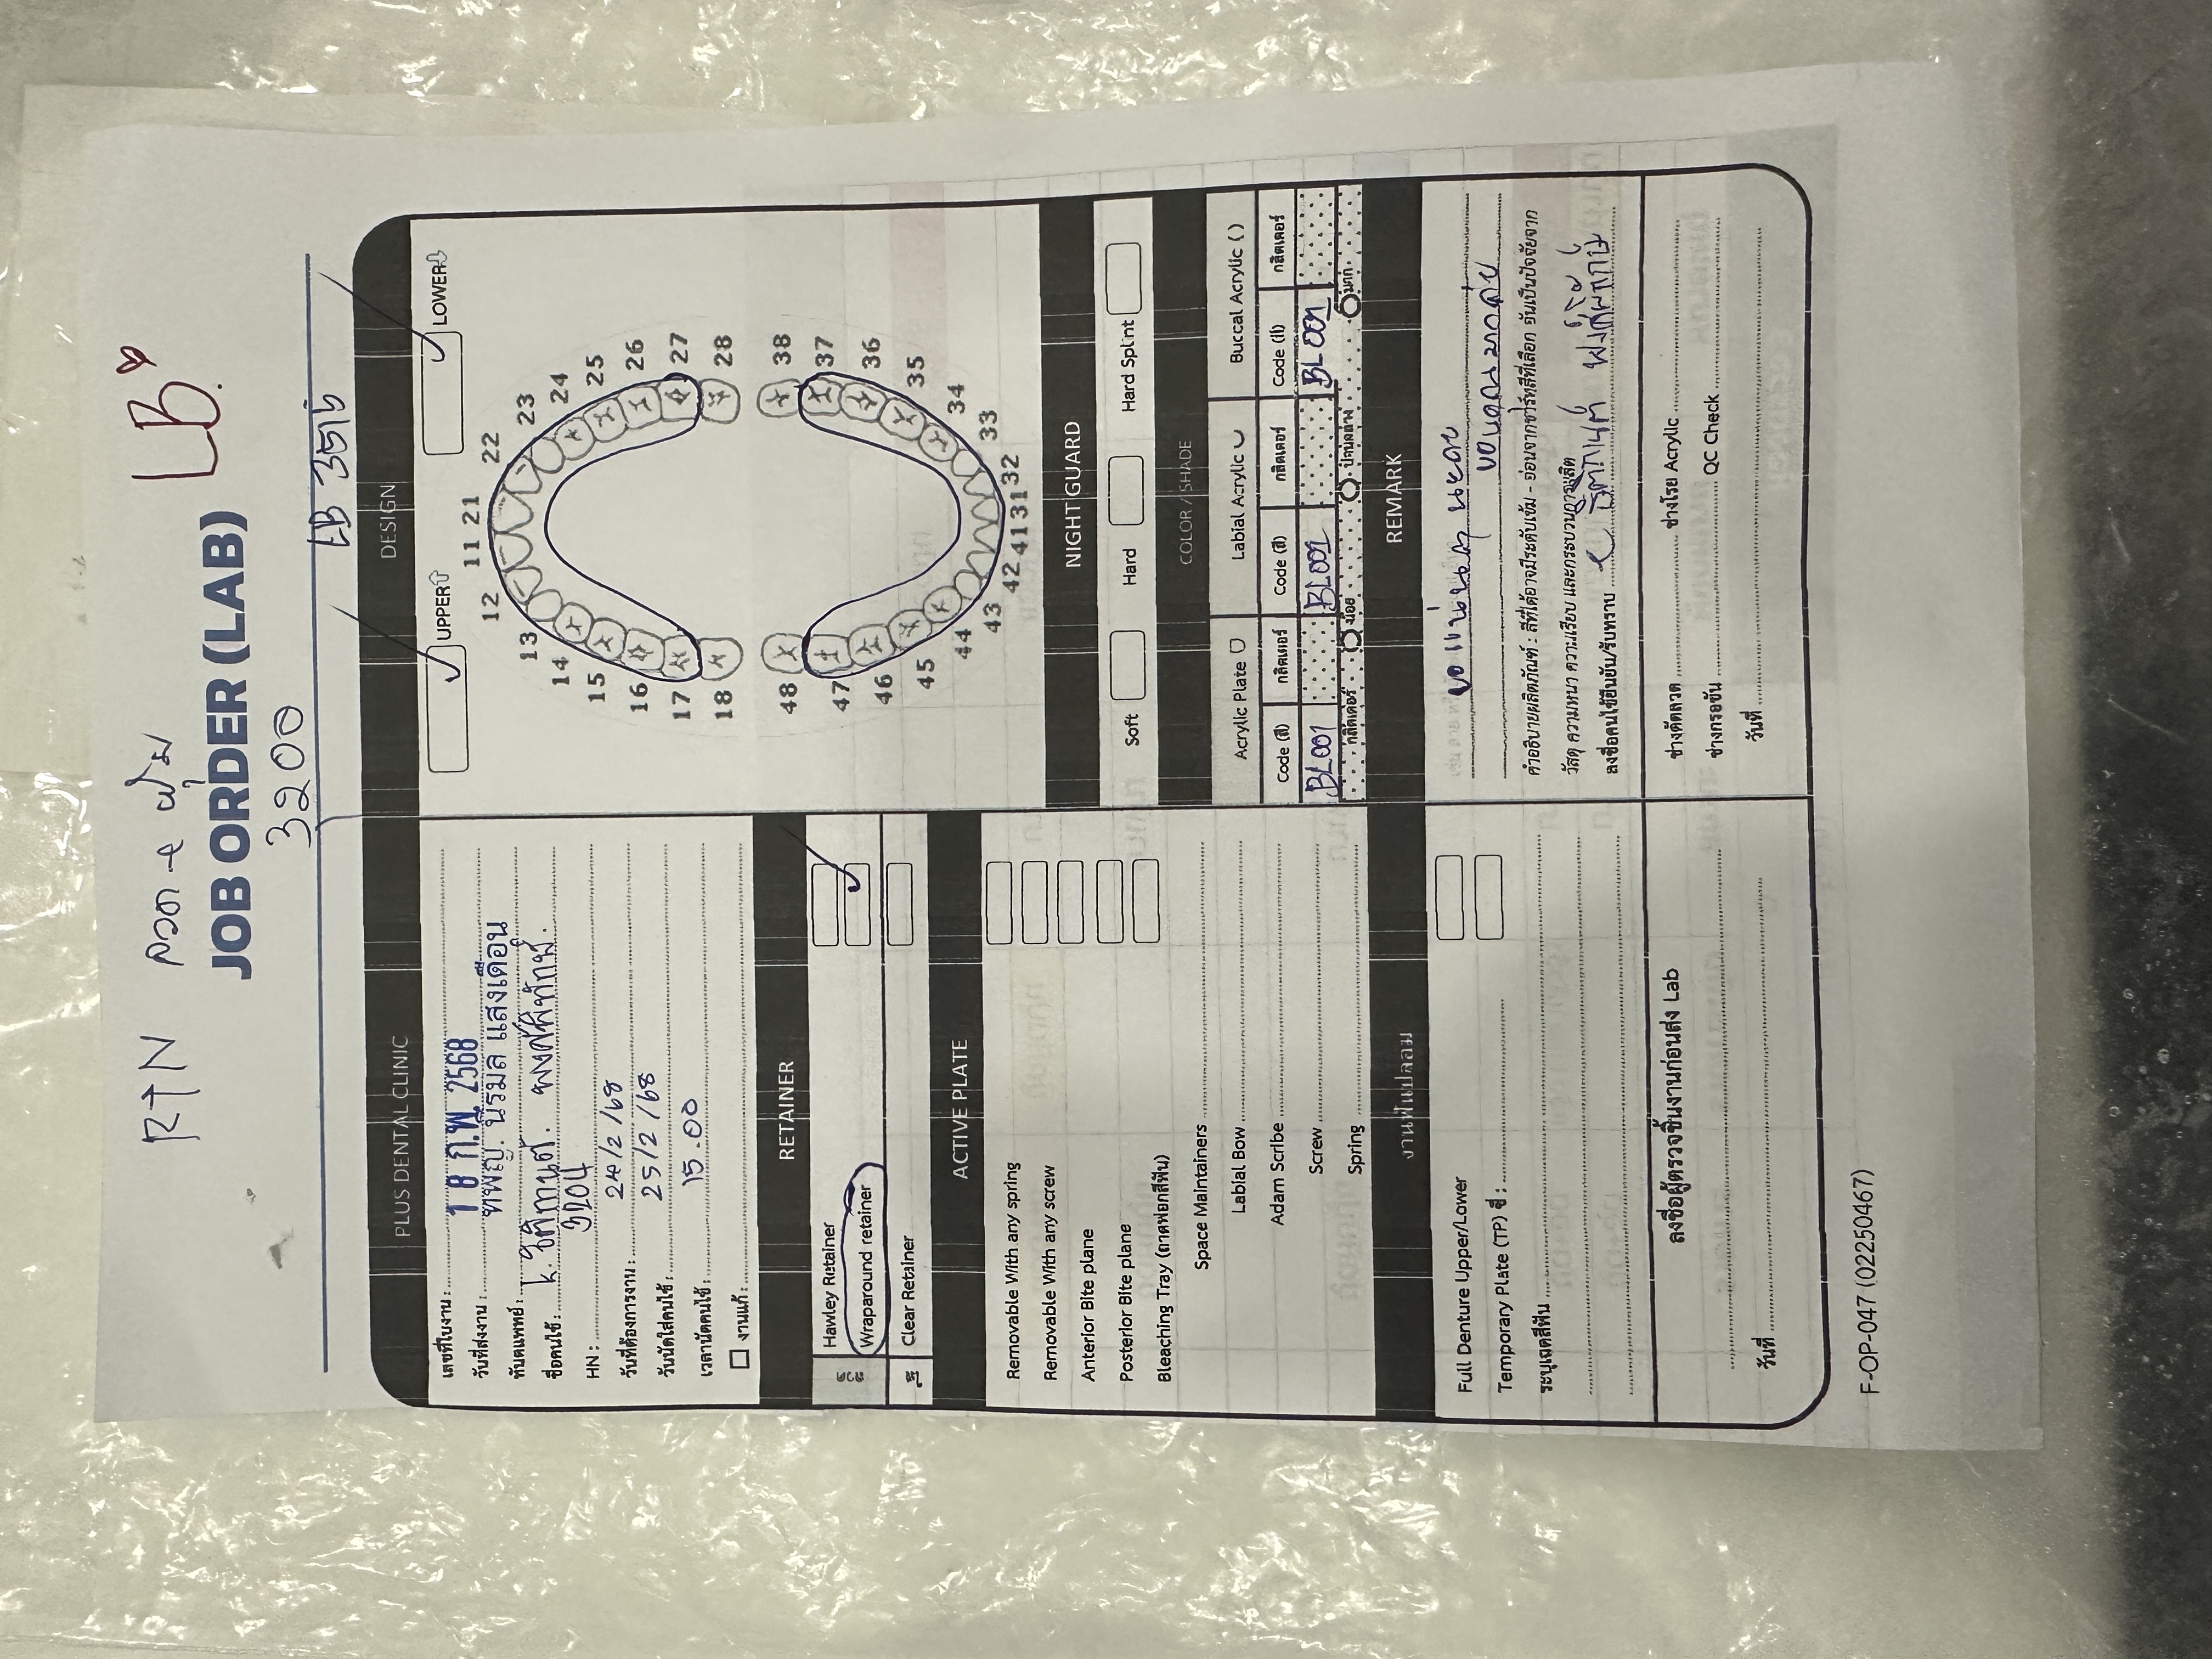 RTN ลวด
LB
JOB ORDER (LAB)
3200
LB 3515
PLUS DENTAL CLINIC
เลขที่ใบงาน :
วันที่ส่งงาน : 18 ก.พ. 2568
ทันตแพทย์ : ทพญ. นิรมล แสงเดือน
ชื่อคนไข้ : k. ธิติกานต์ พงศ์พิทักษ์
HN : 3204
วันที่ต้องการงาน : 24/2/68
วันนัดใส่คนไข้ : 25/2/68
เวลานัดคนไข้ : 15.00
งานแก้ :
RETAINER
ลวด
Hawley Retainer
Wraparound retainer
ใส
Clear Retainer
ACTIVE PLATE
Removable With any spring
Removable With any screw
Anterior Bite plane
Posterior Bite plane
Bleaching Tray (ถาดฟอกสีฟัน)
Space Maintainers
Labial Bow
Adam Scribe
Screw
Spring
งานฟันปลอม
Full Denture Upper/Lower
Temporary Plate (TP) ซี่ :
ระบุเฉดสีฟัน
ลงชื่อผู้ตรวจชิ้นงานก่อนส่ง Lab
วันที่
DESIGN
UPPER LOWER
11 21
12 22
13 23
14 24
15 25
16 26
17 27
18 28
48 38
47 37
46 36
45 35
44 34
43 33
42 41 31 32
NIGHT GUARD
Soft Hard Hard Splint
COLOR / SHADE
Acrylic Plate Labial Acrylic Buccal Acrylic ( )
Code (สี) กลิตเตอร์ Code (สี) กลิตเตอร์ Code (สี) กลิตเตอร์
BL001 BL001 BL001
กลิตเตอร์ น้อย ปานกลาง มาก
REMARK
ขอแน่นๆ นะคะ
ขอบคุณมากค่ะ
คำอธิบายผลิตภัณฑ์ : สีที่ได้อาจมีระดับเข้ม - อ่อนจากชาร์ทสีที่เลือก อันเป็นปัจจัยจาก
วัสดุ ความหนา ความเรียบ และกระบวนการผลิต
ลงชื่อคนไข้ยืนยัน/รับทราบ ธิติกานต์ พงศ์พิทักษ์
ช่างดัดลวด ช่างโรย Acrylic
ช่างกรอขัน QC Check
วันที่
F-OP-047 (02250467)